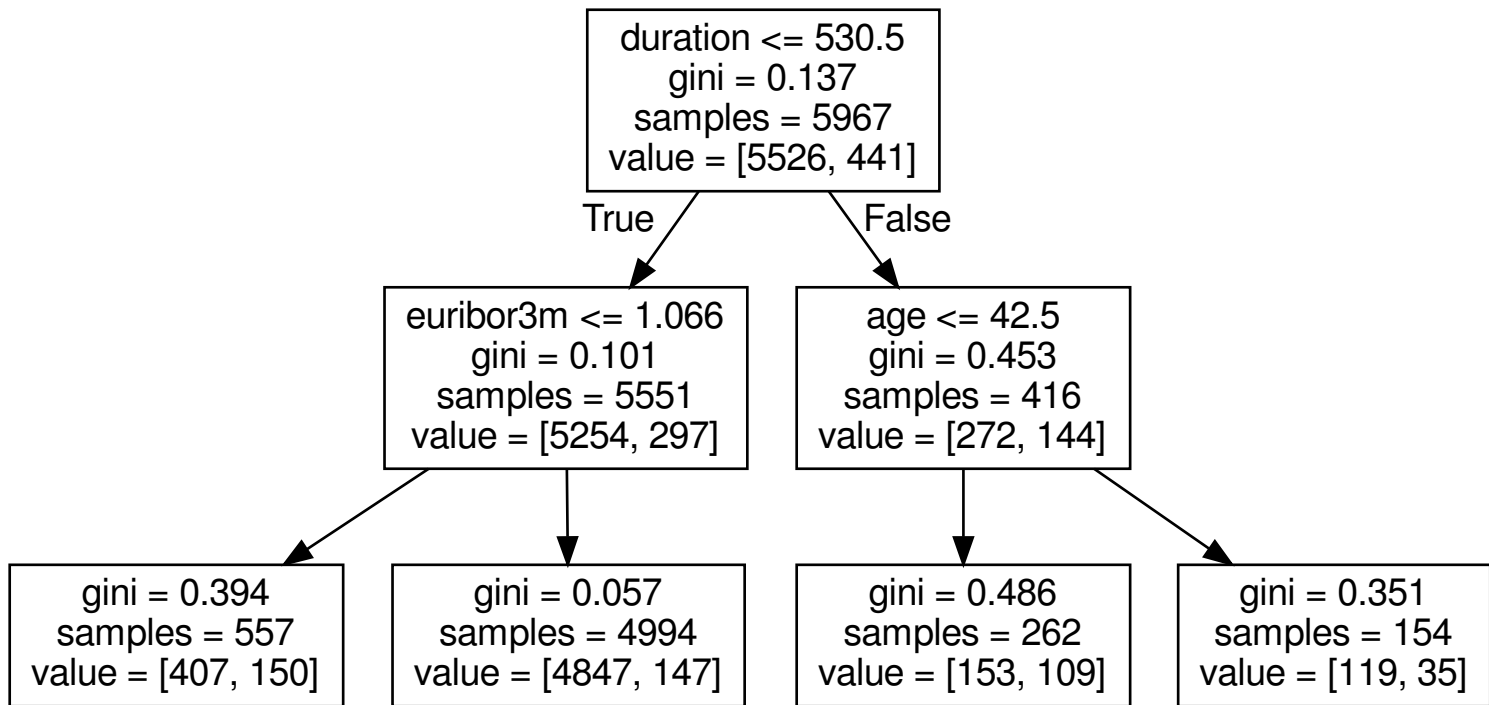 duration <= 530.5
gini = 0.137
samples = 5967
value = [5526, 441]
True
False
euribor3m <= 1.066
gini = 0.101
samples = 5551
value = [5254, 297]
age <= 42.5
gini = 0.453
samples = 416
value = [272, 144]
gini = 0.394
samples = 557
value = [407, 150]
gini = 0.057
samples = 4994
value = [4847, 147]
gini = 0.486
samples = 262
value = [153, 109]
gini = 0.351
samples = 154
value = [119, 35]